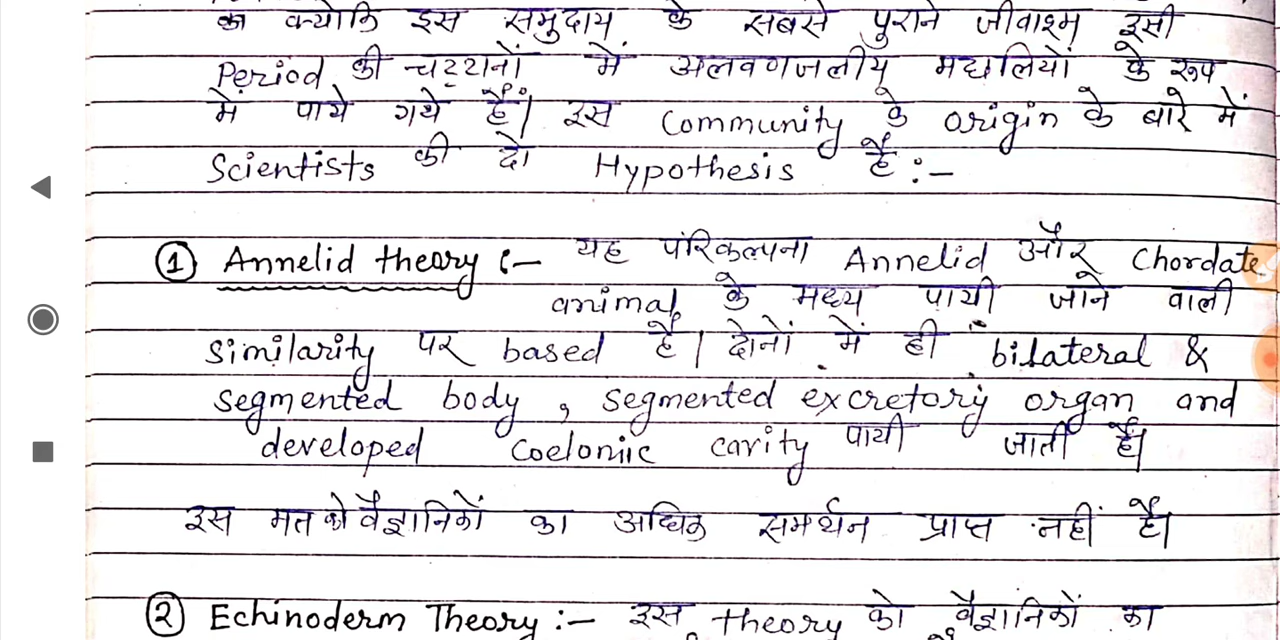 का क्योकि इस समुदाय के सबसे पुराने जीवाश्म इसी
Period की चट्टानों में अलवणजलीय मछलियों के रूप
में पाये गये हैं। इस Community के origin के बारे में
Scientists की दो Hypothesis है :-
① Annelid theory :- यह परिकल्पना Annelid और Chordate
animal के मध्य पायी जाने वाली
Similarity पर based है। दोनों में ही bilateral &
segmented body, segmented excretory organ and
developed coelomic cavity पायी जाती है।
इस मत को वैज्ञानिकों का अधिक समर्थन प्राप्त नहीं है।
② Echinoderm Theory :- इस theory को वैज्ञानिकों का